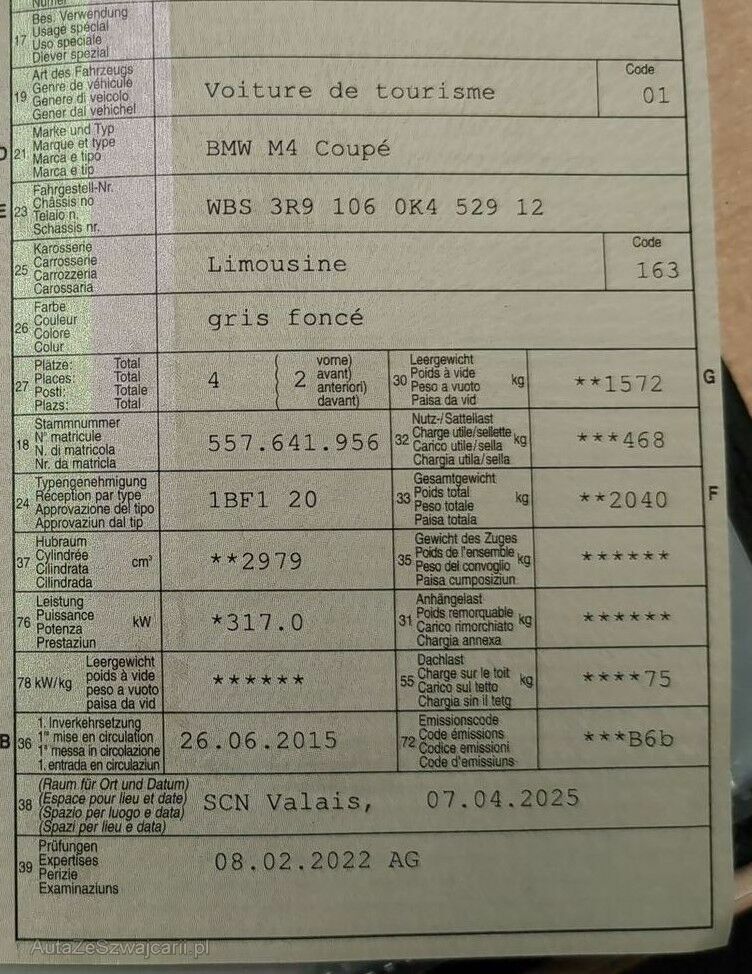 Numer
17 Bes. Verwendung
Usage spécial
Uso speciale
Diever spezial
19 Art des Fahrzeugs
Genre de véhicule
Genere di veicolo
Gener dal vehichel
Voiture de tourisme
Code
01
21 Marke und Typ
Marque et type
Marca e tipo
Marca e tip
BMW M4 Coupé
E 23 Fahrgestell-Nr.
Châssis no
Telaio n.
Schassis nr.
WBS 3R9 106 0K4 529 12
25 Karosserie
Carrosserie
Carrozzeria
Carossaria
Limousine
Code
163
26 Farbe
Couleur
Colore
Colur
gris foncé
27 Plätze: Total
Places: Total
Posti: Totale
Plazs: Total
4 ( 2 vorne)
( avant)
( anteriori)
( davant)
30 Leergewicht
Poids à vide
Peso a vuoto
Paisa da vid
kg
**1572
G
18 Stammnummer
N° matricule
N. di matricola
Nr. da matricla
557.641.956
32 Nutz-/Sattellast
Charge utile/sellette
Carico utile/sella
Chargia utila/sella
kg
***468
24 Typengenehmigung
Réception par type
Approvazione del tipo
Approvaziun dal tip
1BF1 20
33 Gesamtgewicht
Poids total
Peso totale
Paisa totala
kg
**2040
F
37 Hubraum
Cylindrée
Cilindrata
Cilindrada
cm³
**2979
35 Gewicht des Zuges
Poids de l'ensemble
Peso del convoglio
Paisa cumposiziun
kg
******
76 Leistung
Puissance
Potenza
Prestaziun
kW
*317.0
31 Anhängelast
Poids remorquable
Carico rimorchiato
Chargia annexa
kg
******
78 kW/kg
Leergewicht
poids à vide
peso a vuoto
paisa da vid
******
55 Dachlast
Charge sur le toit
Carico sul tetto
Chargia sin il tetg
kg
****75
B 36 1. Inverkehrsetzung
1re mise en circulation
1a messa in circolazione
1. entrada en circulaziun
26.06.2015
72 Emissionscode
Code émissions
Codice emissioni
Code d'emissiuns
***B6b
38 (Raum für Ort und Datum)
(Espace pour lieu et date)
(Spazio per luogo e data)
(Spazi per lieu e data)
SCN Valais, 07.04.2025
39 Prüfungen
Expertises
Perizie
Examinaziuns
08.02.2022 AG
AutaZeSzwajcarii.pl